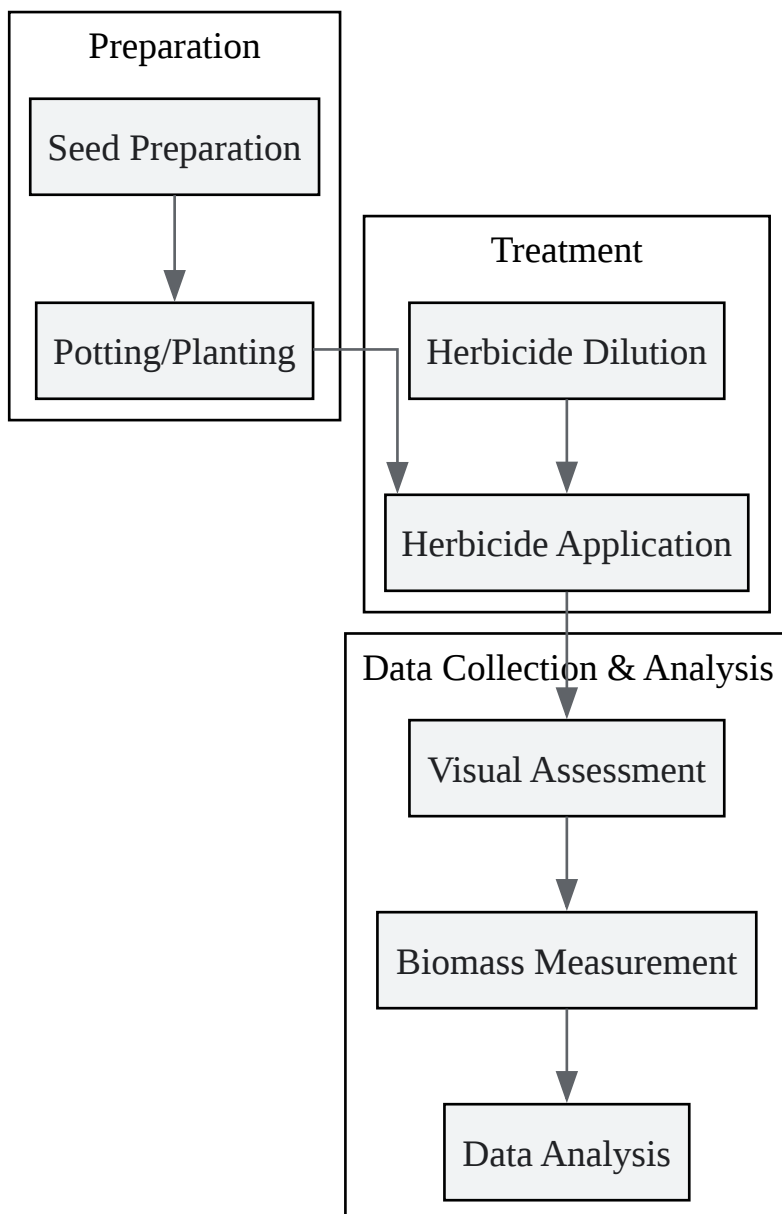 Preparation
Seed Preparation
Potting/Planting
Treatment
Herbicide Dilution
Herbicide Application
Data Collection & Analysis
Visual Assessment
Biomass Measurement
Data Analysis